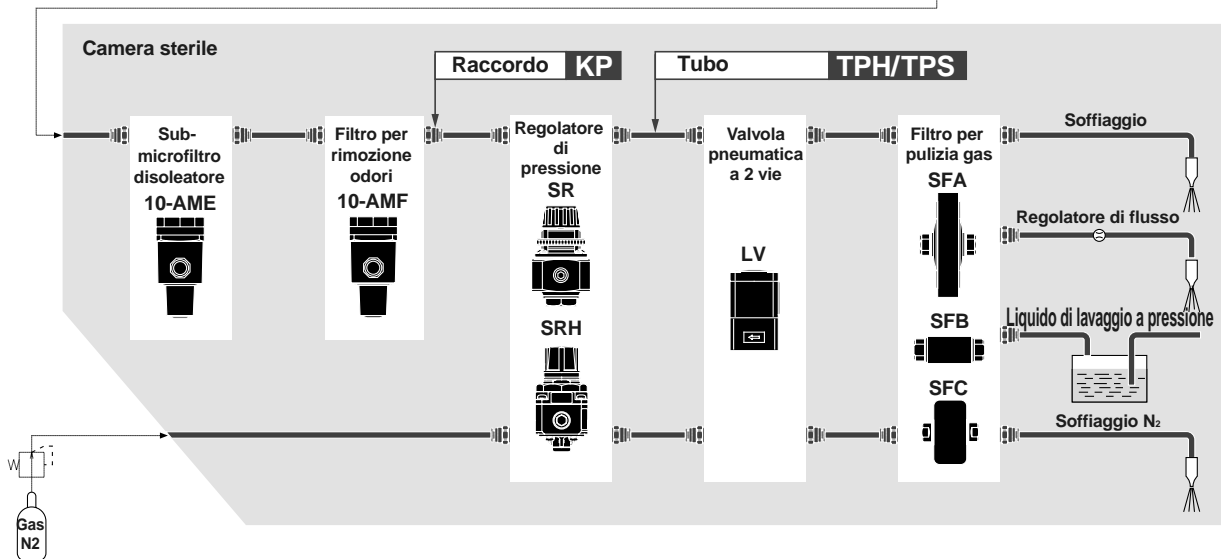 Camera sterile
Raccordo KP
Tubo TPH/TPS
Sub-
microfiltro
disoleatore
10-AME
Filtro per
rimozione
odori
10-AMF
Regolatore
di
pressione
SR
SRH
Valvola
pneumatica
a 2 vie
LV
Filtro per
pulizia gas
SFA
SFB
SFC
Soffiaggio
Regolatore di flusso
Liquido di lavaggio a pressione
Soffiaggio N2
Gas
N2